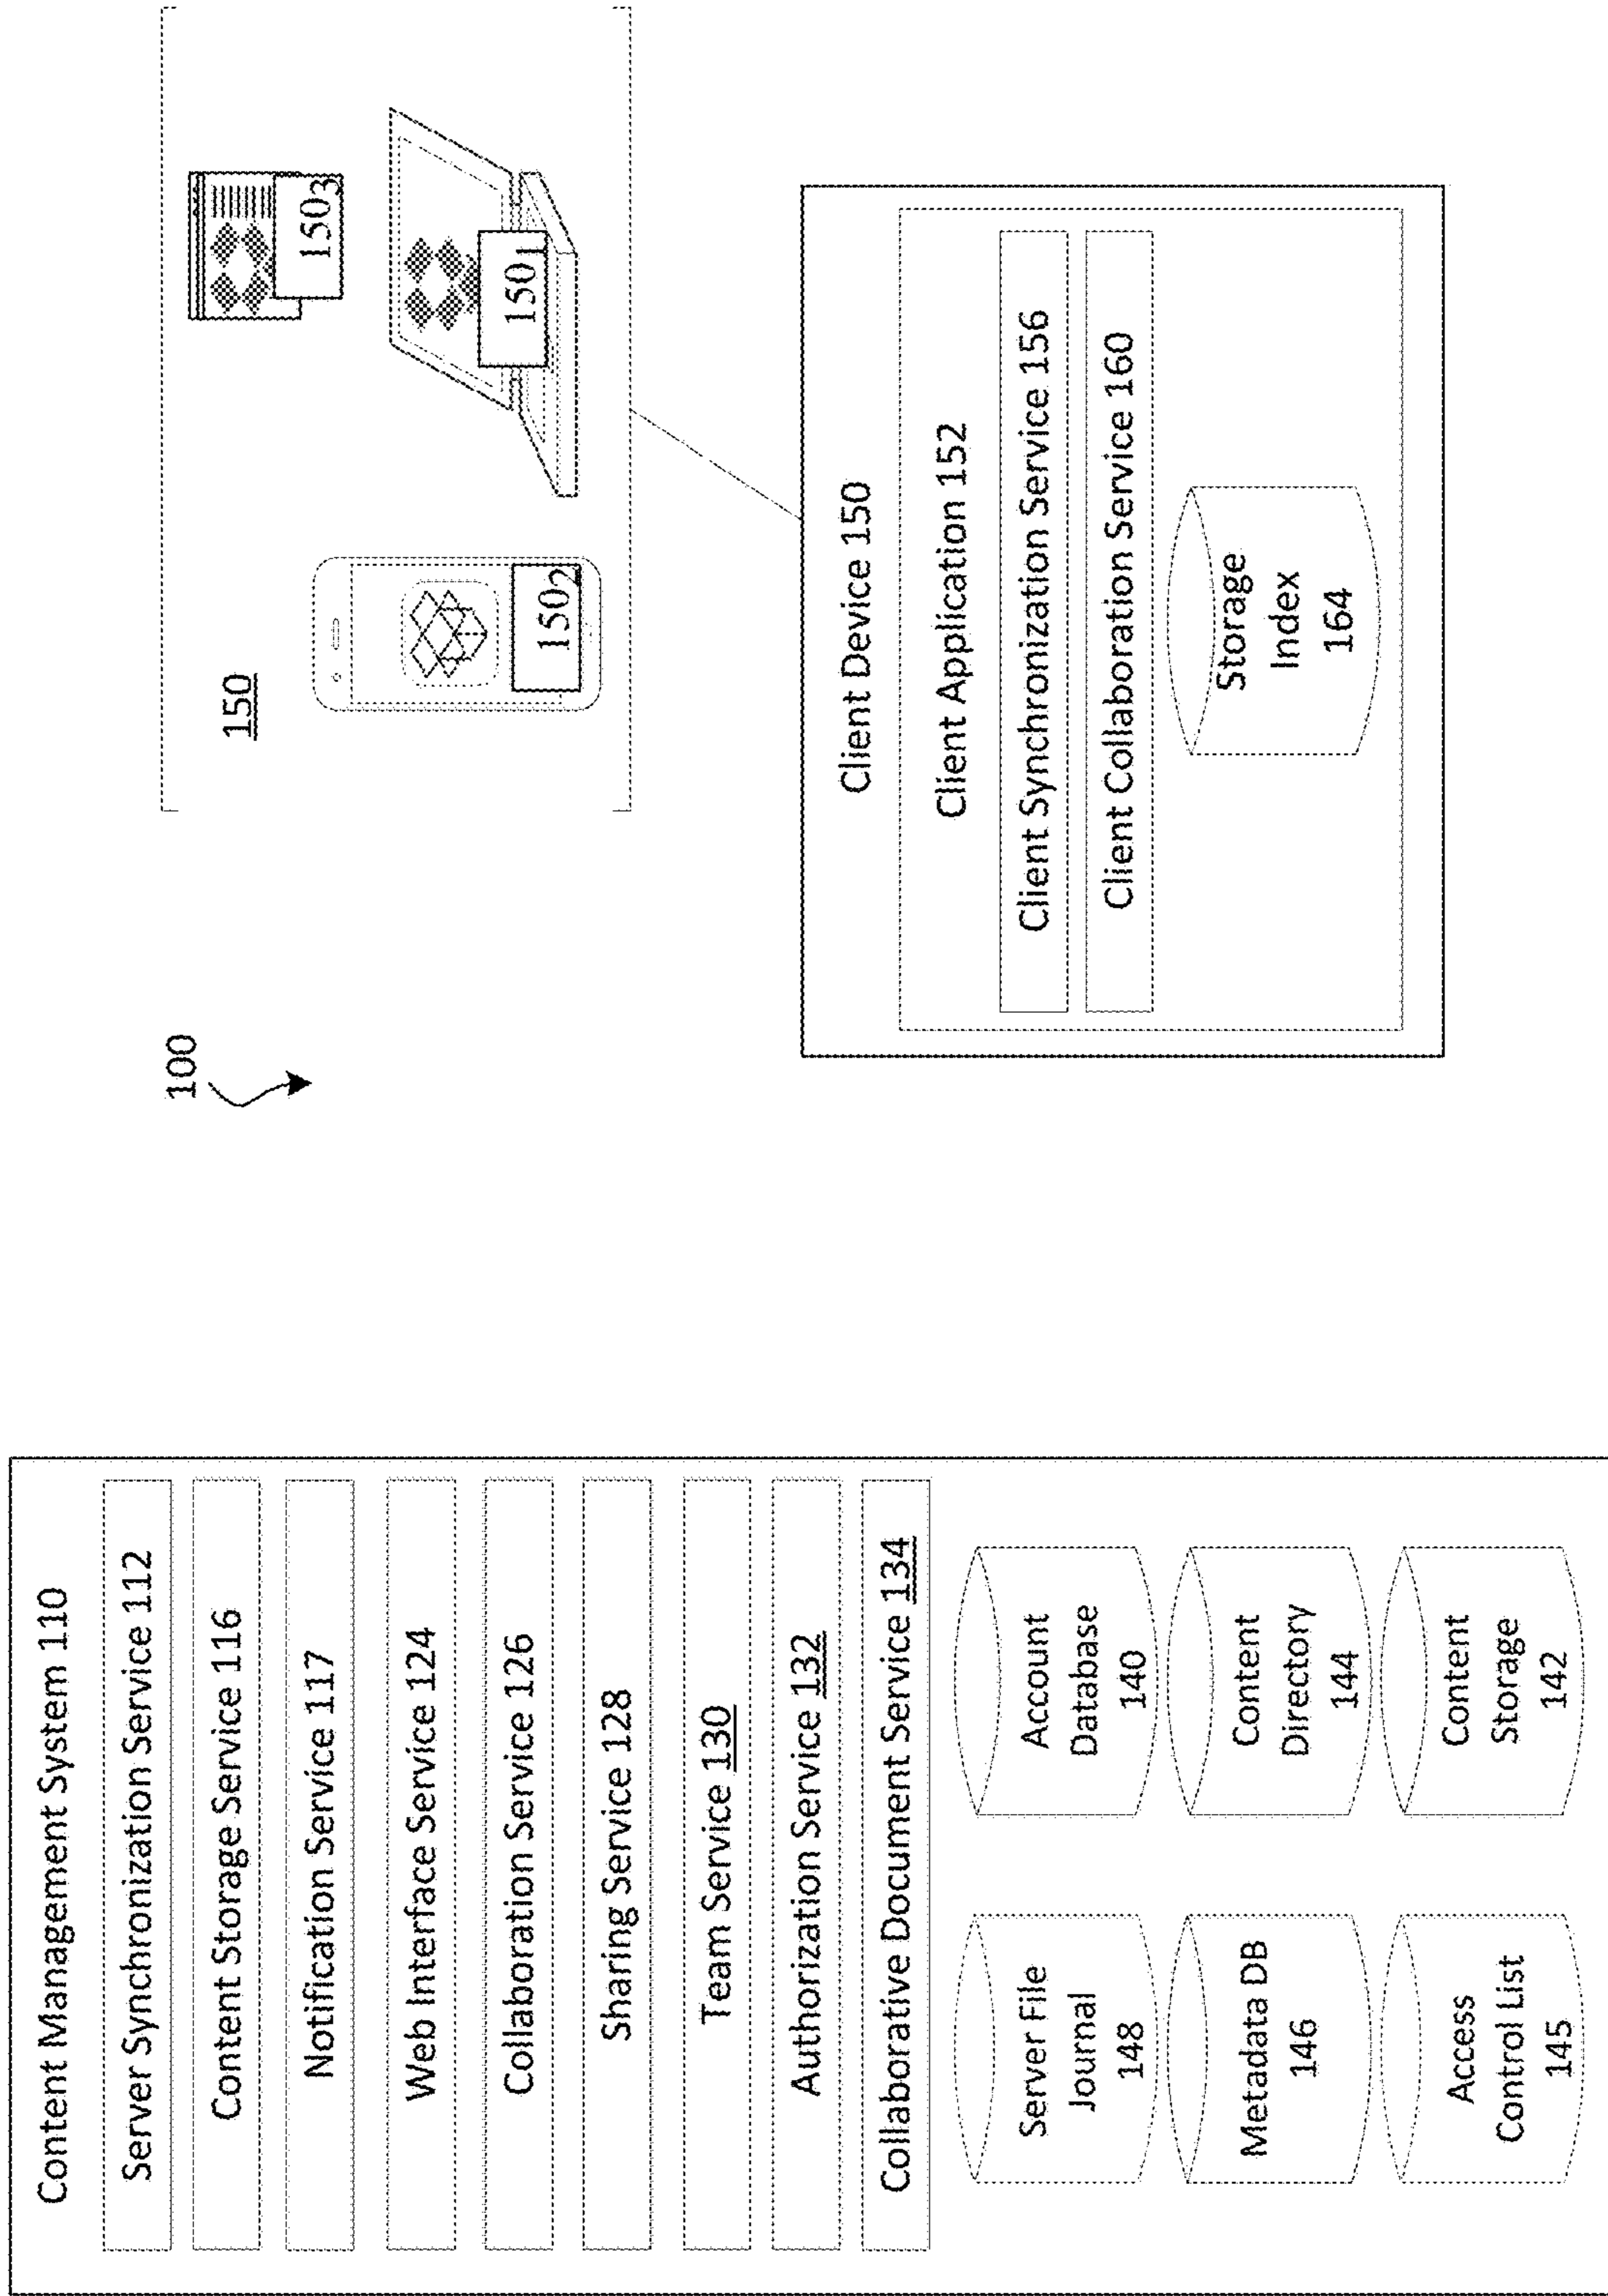 Content Management System 110
Server Synchronization Service 112
Content Storage Service 116
Notification Service 117
Web Interface Service 124
Collaboration Service 126
Sharing Service 128
Team Service 130
Authorization Service 132
Collaborative Document Service 134
Server File
Journal
148
Account
Database
140
Metadata DB
146
Content
Directory
144
Access
Control List
145
Content
Storage
142
100
150
150₂
150₃
150₁
Client Device 150
Client Application 152
Client Synchronization Service 156
Client Collaboration Service 160
Storage
Index
164